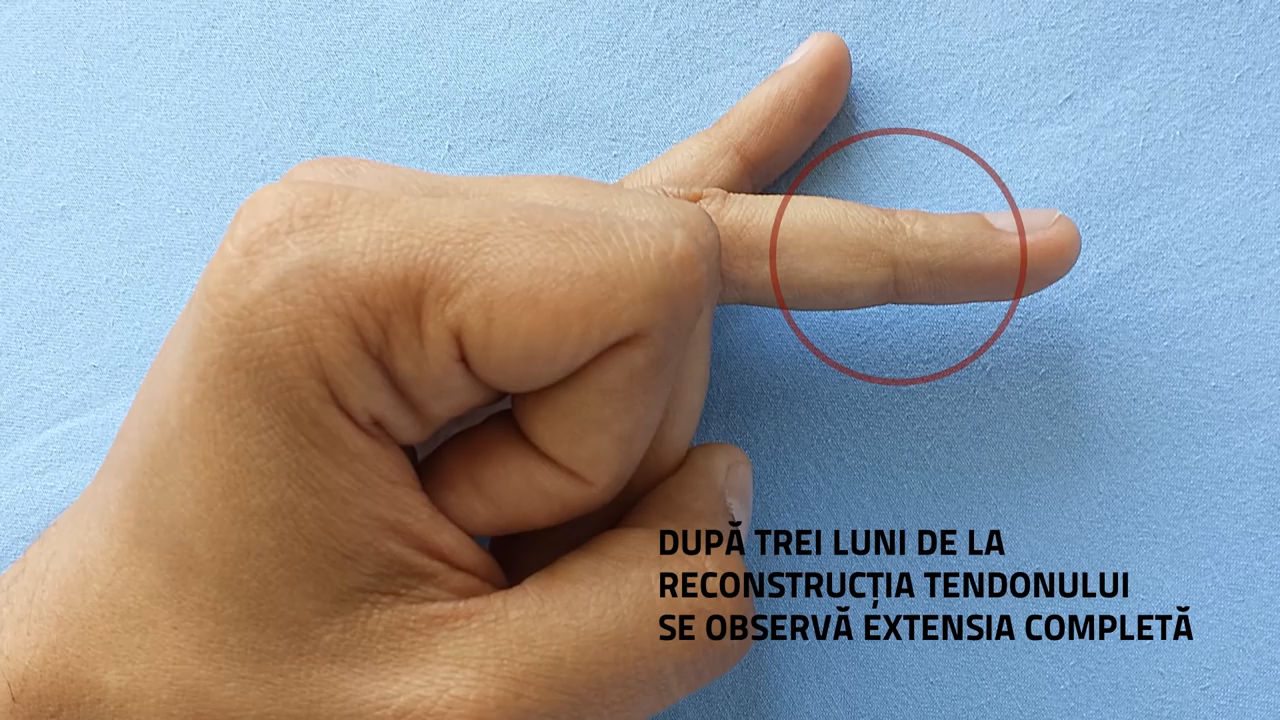 DUPĂ TREI LUNI DE LA
RECONSTRUCȚIA TENDONULUI
SE OBSERVĂ EXTENSIA COMPLETĂ